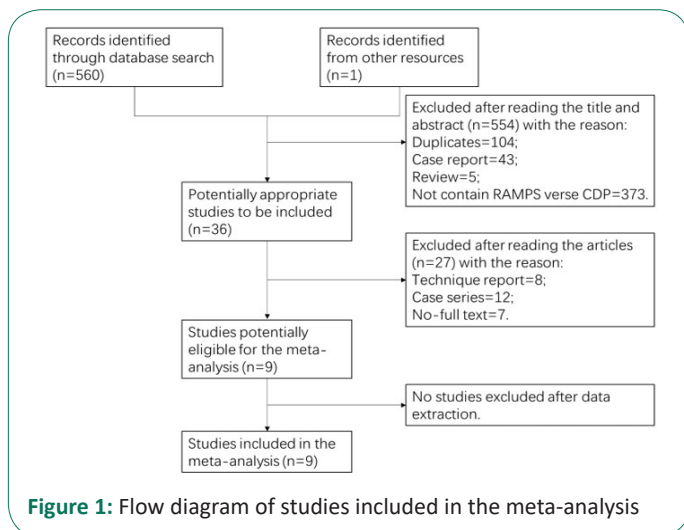 Records identified
through database search
(n=560)
Records identified
from other resources
(n=1)
Excluded after reading the title and
abstract (n=554) with the reason:
Duplicates=104;
Case report=43;
Review=5;
Not contain RAMPS verse CDP=373.
Potentially appropriate
studies to be included
(n=36)
Excluded after reading the articles
(n=27) with the reason:
Technique report=8;
Case series=12;
No-full text=7.
Studies potentially
eligible for the meta-
analysis (n=9)
No studies excluded after data
extraction.
Studies included in the
meta-analysis (n=9)
Figure 1: Flow diagram of studies included in the meta-analysis